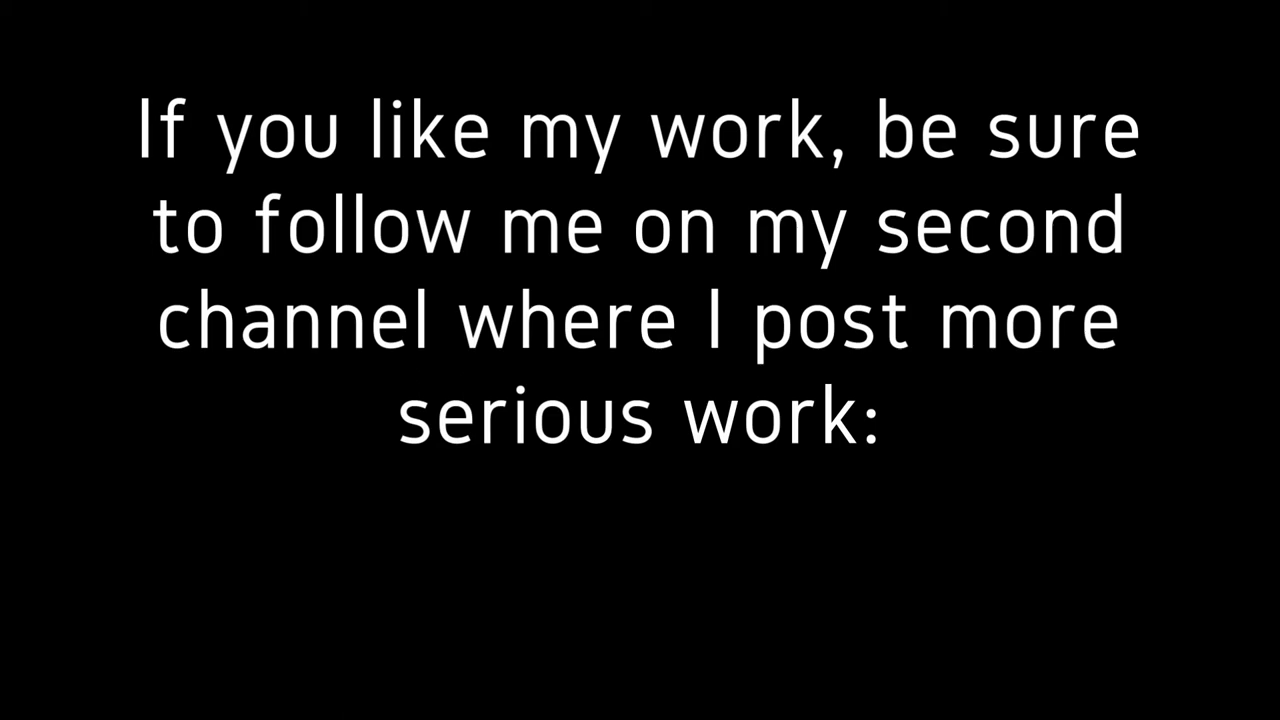 If you like my work, be sure
to follow me on my second
channel where I post more
serious work: